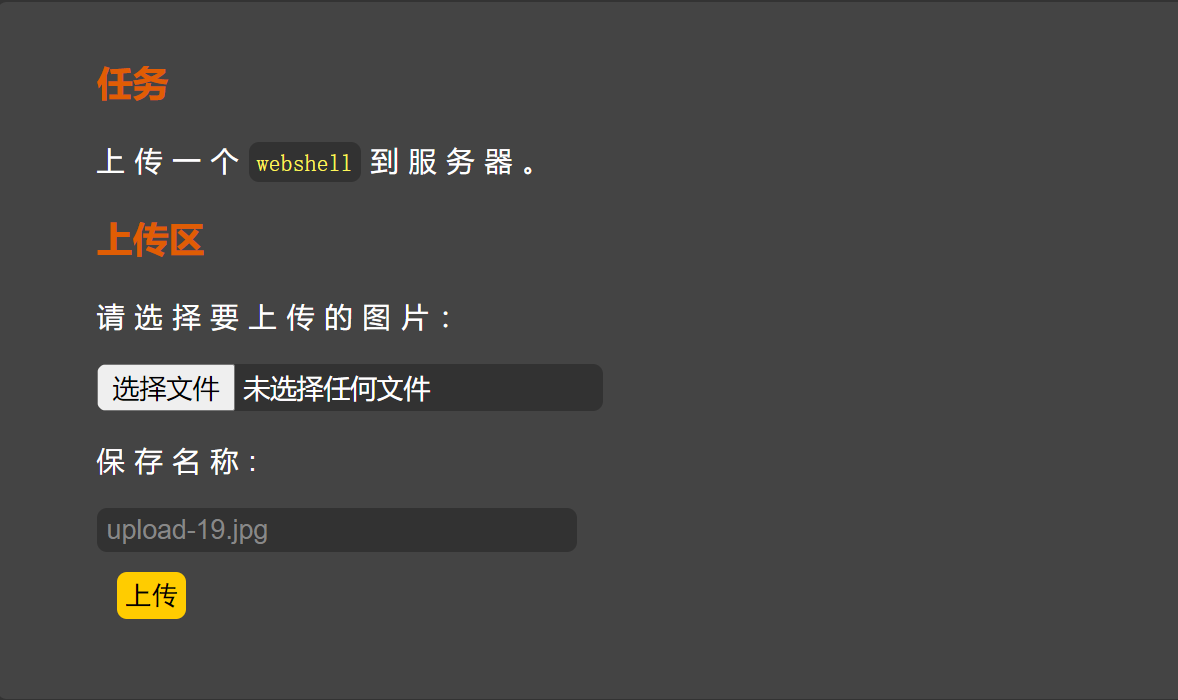 任务
上传一个 webshell 到服务器。
上传区
请选择要上传的图片：
选择文件 未选择任何文件
保存名称:
upload-19.jpg
上传